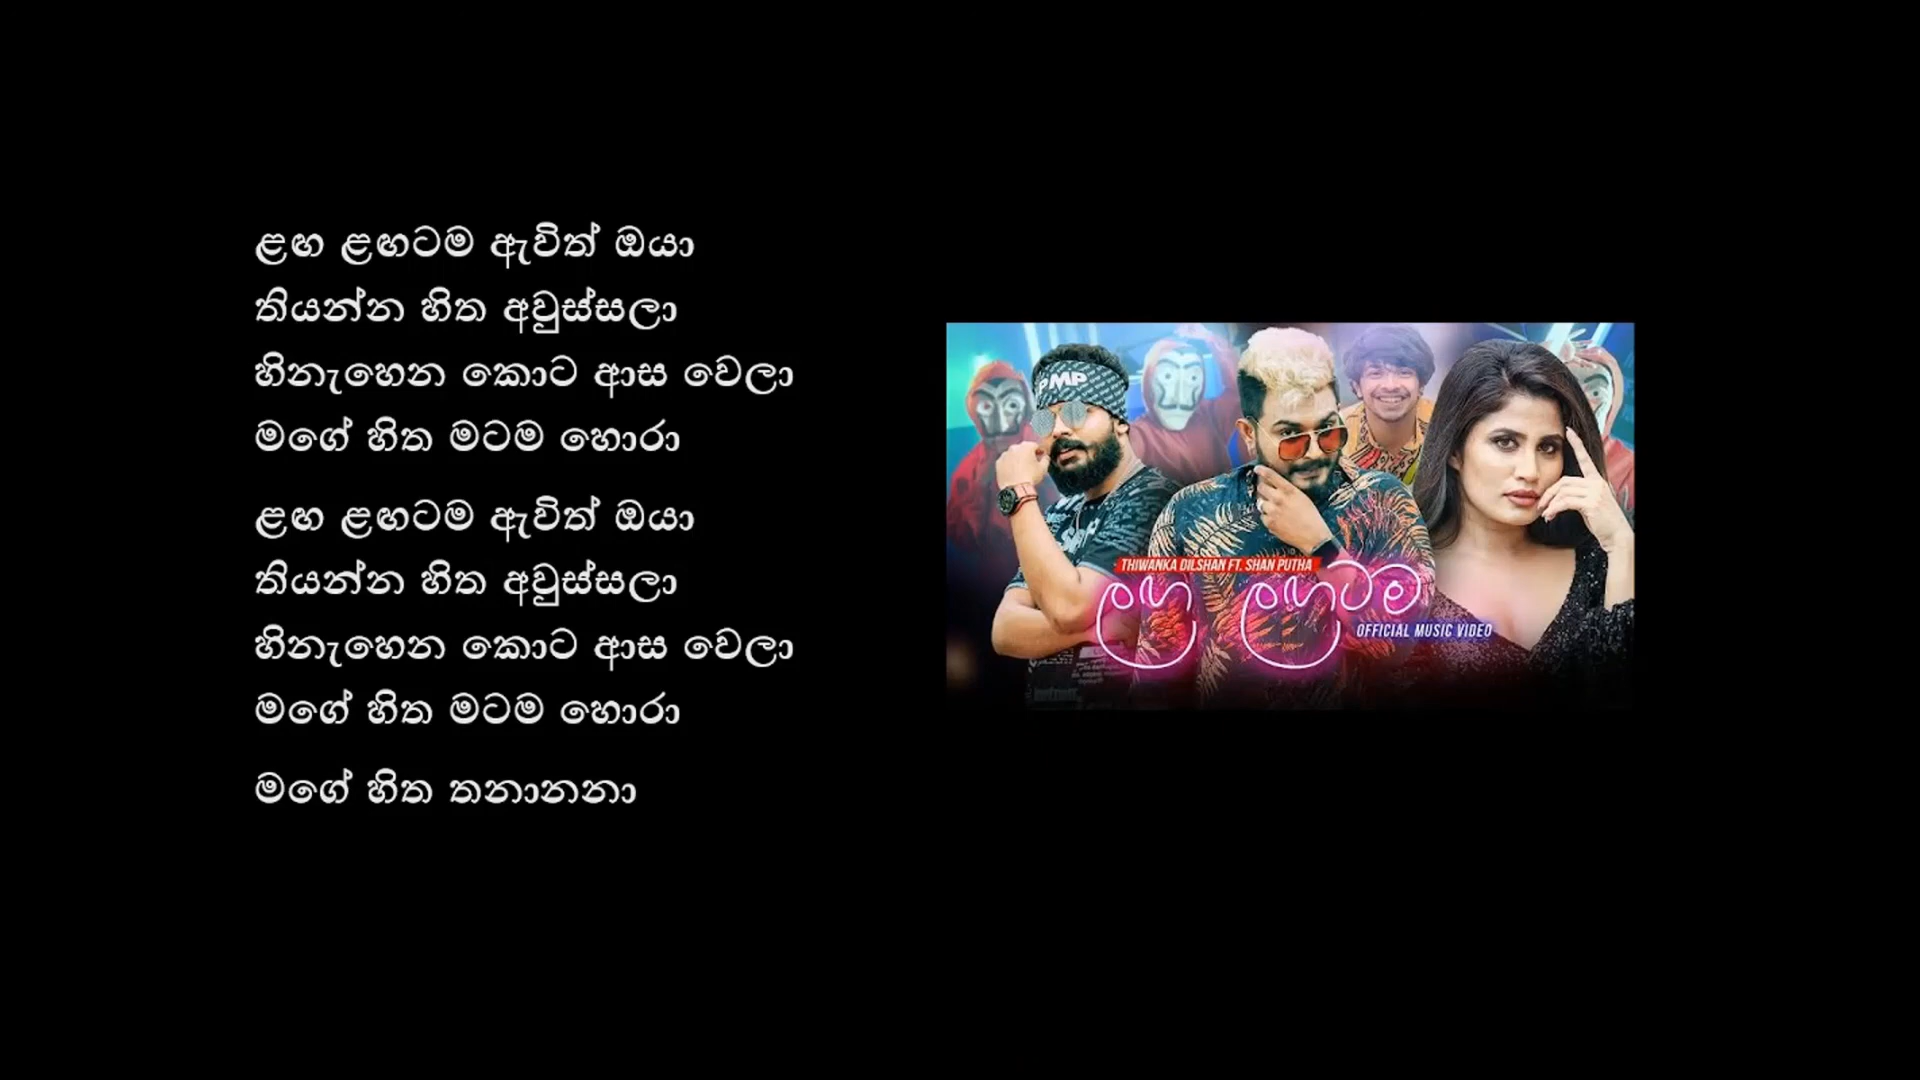 ළඟ ළඟටම ඇවිත් ඔයා
තියන්න හිත අවුස්සලා
හිනැහෙන කොට ආස වෙලා
මගේ හිත මටම හොරා
ළඟ ළඟටම ඇවිත් ඔයා
තියන්න හිත අවුස්සලා
හිනැහෙන කොට ආස වෙලා
මගේ හිත මටම හොරා
මගේ හිත තනානනා
PMP
THIWANKA DILSHAN FT. SHAN PUTHA
ළඟ ළඟටම
OFFICIAL MUSIC VIDEO